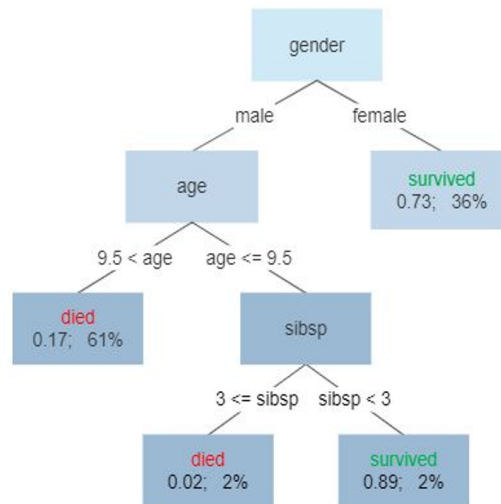 gender
male female
age
survived
0.73; 36%
9.5 < age age <= 9.5
died
0.17; 61%
sibsp
3 <= sibsp sibsp < 3
died
0.02; 2%
survived
0.89; 2%